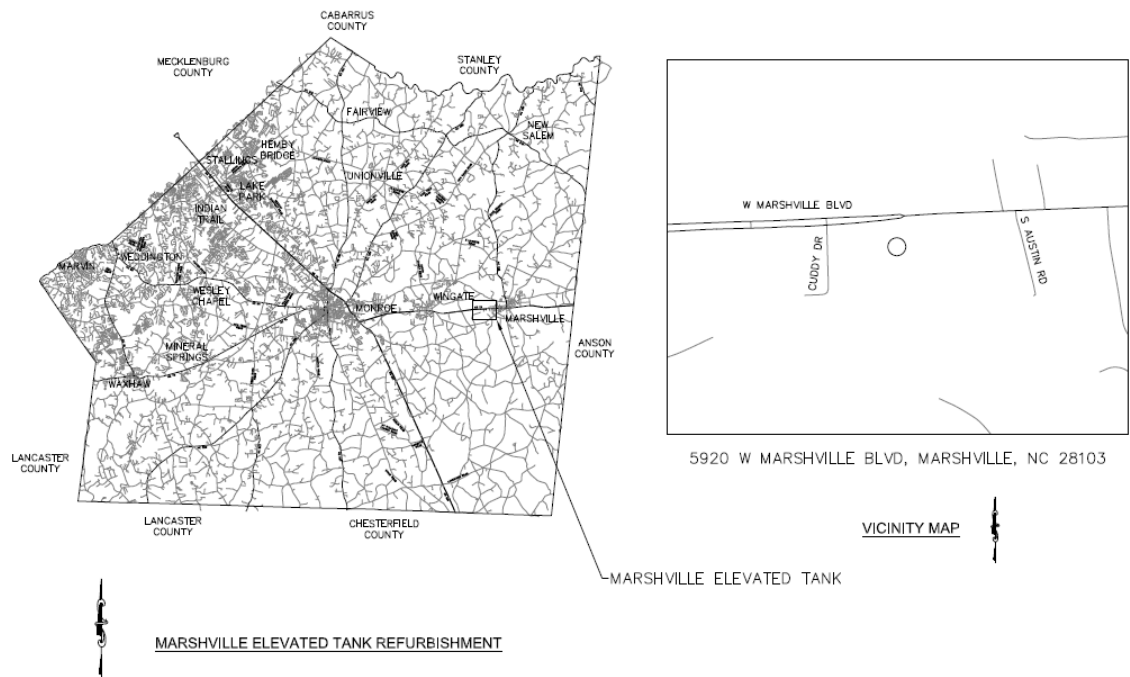 CABARRUS
COUNTY
MECKLENBURG
COUNTY
STANLEY
COUNTY
FAIRVIEW
NEW
SALEM
HEMBY
BRIDGE
STALLINGS
UNIONVILLE
LAKE
PARK
INDIAN
TRAIL
WEDDINGTON
MARVIN
WESLEY
CHAPEL
WINGATE
MONROE
MARSHVILLE
MINERAL
SPRINGS
WAXHAW
ANSON
COUNTY
LANCASTER
COUNTY
LANCASTER
COUNTY
CHESTERFIELD
COUNTY
MARSHVILLE ELEVATED TANK
MARSHVILLE ELEVATED TANK REFURBISHMENT
W MARSHVILLE BLVD
CUDDY DR
S AUSTIN RD
5920 W MARSHVILLE BLVD, MARSHVILLE, NC 28103
VICINITY MAP